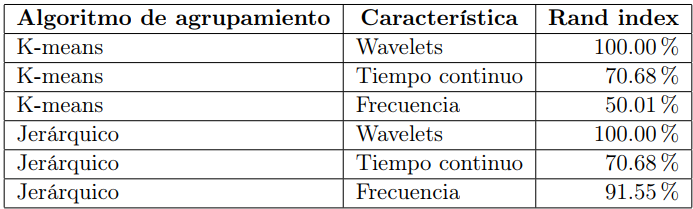 Algoritmo de agrupamiento Característica Rand index
K-means Wavelets 100.00 %
K-means Tiempo continuo 70.68 %
K-means Frecuencia 50.01 %
Jerárquico Wavelets 100.00 %
Jerárquico Tiempo continuo 70.68 %
Jerárquico Frecuencia 91.55 %